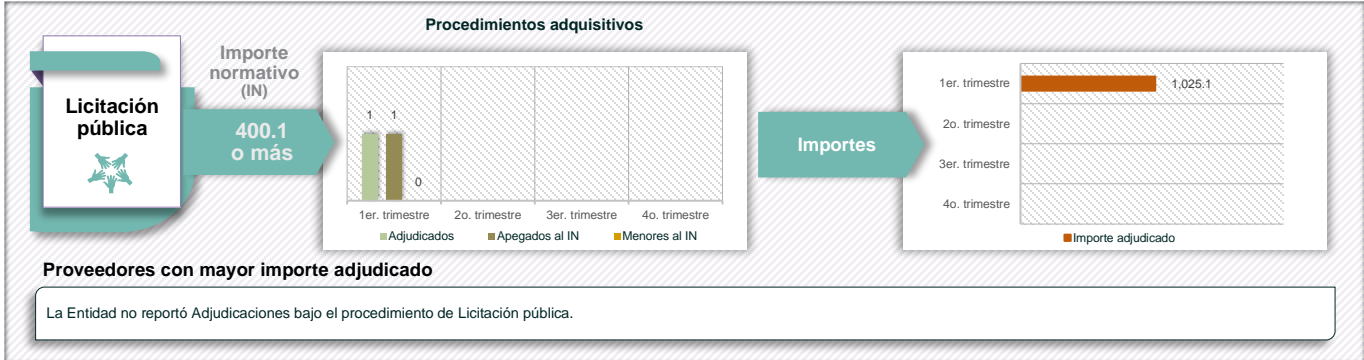 Procedimientos adquisitivos
Licitación
pública
Importe
normativo
(IN)
400.1
o más
1 1
0
1er. trimestre 2o. trimestre 3er. trimestre 4o. trimestre
Adjudicados Apegados al IN Menores al IN
Importes
1er. trimestre 1,025.1
2o. trimestre
3er. trimestre
4o. trimestre
Importe adjudicado
Proveedores con mayor importe adjudicado
La Entidad no reportó Adjudicaciones bajo el procedimiento de Licitación pública.